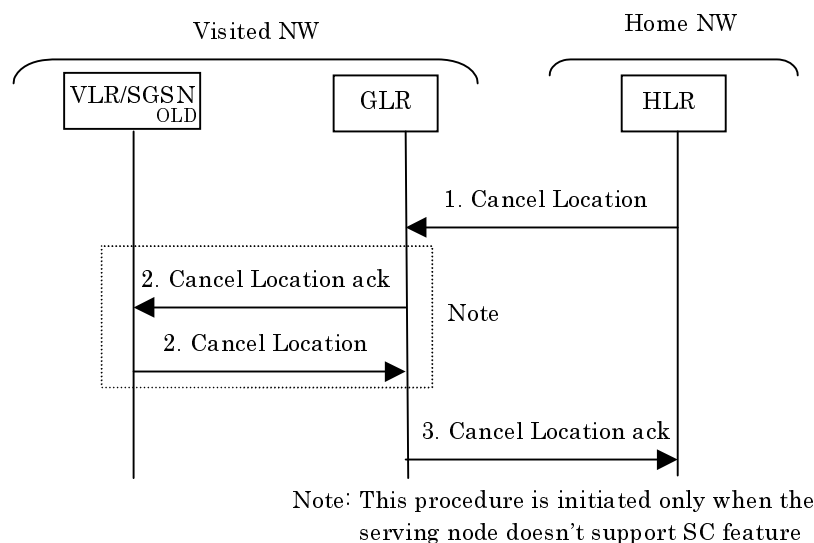 Visited NW
Home NW
VLR/SGSN
OLD
GLR
HLR
1. Cancel Location
2. Cancel Location ack
Note
2. Cancel Location
3. Cancel Location ack
Note: This procedure is initiated only when the
serving node doesn't support SC feature